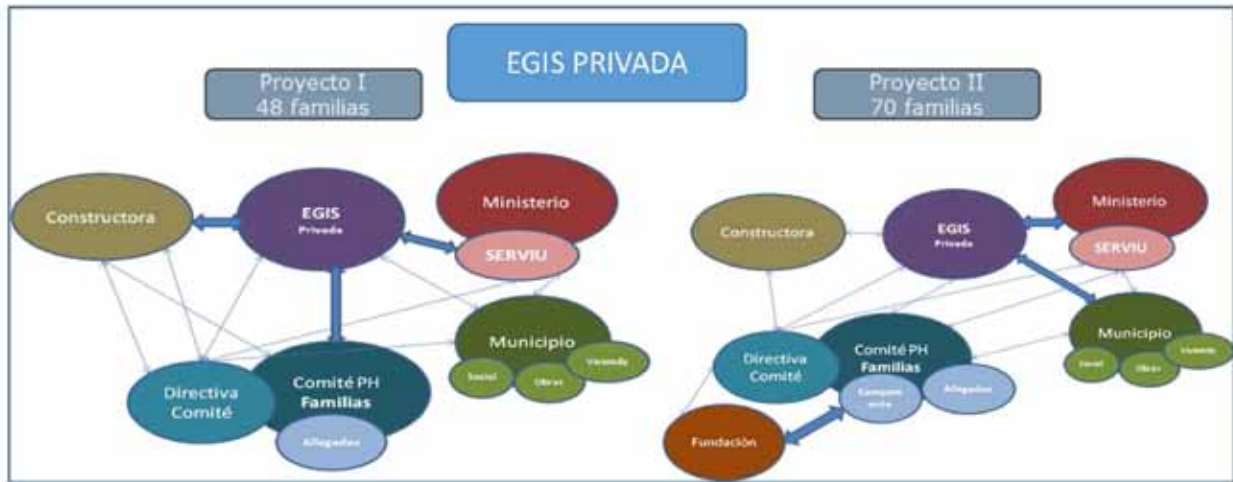 EGIS PRIVADA
Proyecto I
48 familias
Proyecto II
70 familias
Constructora
EGIS
Privada
Ministerio
SERVIU
Municipio
Social
Obras
Vivienda
Directiva
Comité
Comité PH
Familias
Allegados
Constructora
EGIS
Privada
Ministerio
SERVIU
Municipio
Social
Obras
Vivienda
Directiva
Comité
Comité PH
Familias
Campam
ento
Allegados
Fundación